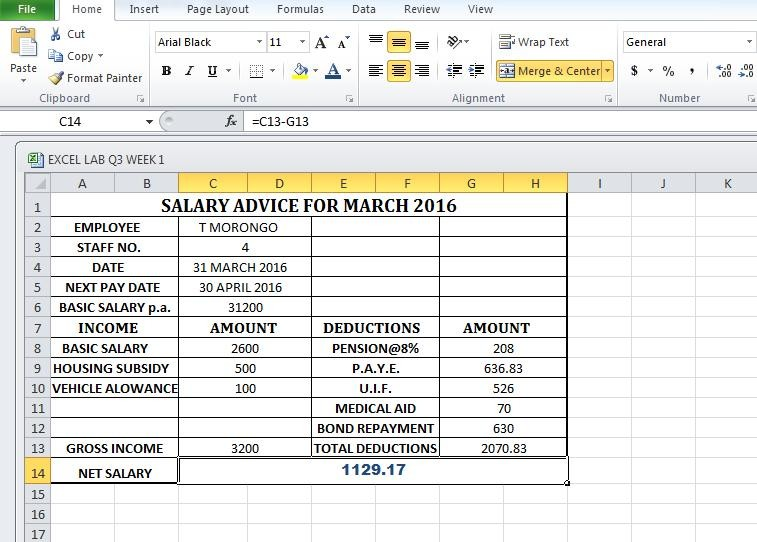 File Home Insert Page Layout Formulas Data Review View
Cut
Copy
Format Painter
Paste
Clipboard
Arial Black 11 A A
B I U A
Font
Wrap Text
Merge & Center
Alignment
General
$ % , .0 .00 .00 .0
Number
C14 fx =C13-G13
EXCEL LAB Q3 WEEK 1
A B C D E F G H I J K
1 SALARY ADVICE FOR MARCH 2016
2 EMPLOYEE T MORONGO
3 STAFF NO. 4
4 DATE 31 MARCH 2016
5 NEXT PAY DATE 30 APRIL 2016
6 BASIC SALARY p.a. 31200
7 INCOME AMOUNT DEDUCTIONS AMOUNT
8 BASIC SALARY 2600 PENSION@8% 208
9 HOUSING SUBSIDY 500 P.A.Y.E. 636.83
10 VEHICLE ALOWANCE 100 U.I.F. 526
11 MEDICAL AID 70
12 BOND REPAYMENT 630
13 GROSS INCOME 3200 TOTAL DEDUCTIONS 2070.83
14 NET SALARY 1129.17
15
16
17